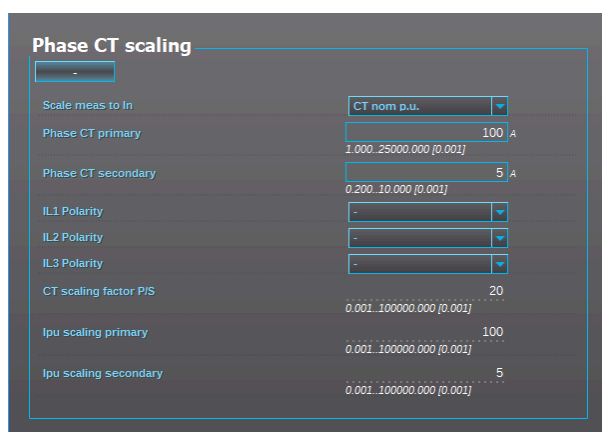 Phase CT scaling
-
Scale meas to In CT nom p.u.
Phase CT primary 100 A
1.000..25000.000 [0.001]
Phase CT secondary 5 A
0.200..10.000 [0.001]
IL1 Polarity -
IL2 Polarity -
IL3 Polarity -
CT scaling factor P/S 20
0.001..100000.000 [0.001]
Ipu scaling primary 100
0.001..100000.000 [0.001]
Ipu scaling secondary 5
0.001..100000.000 [0.001]